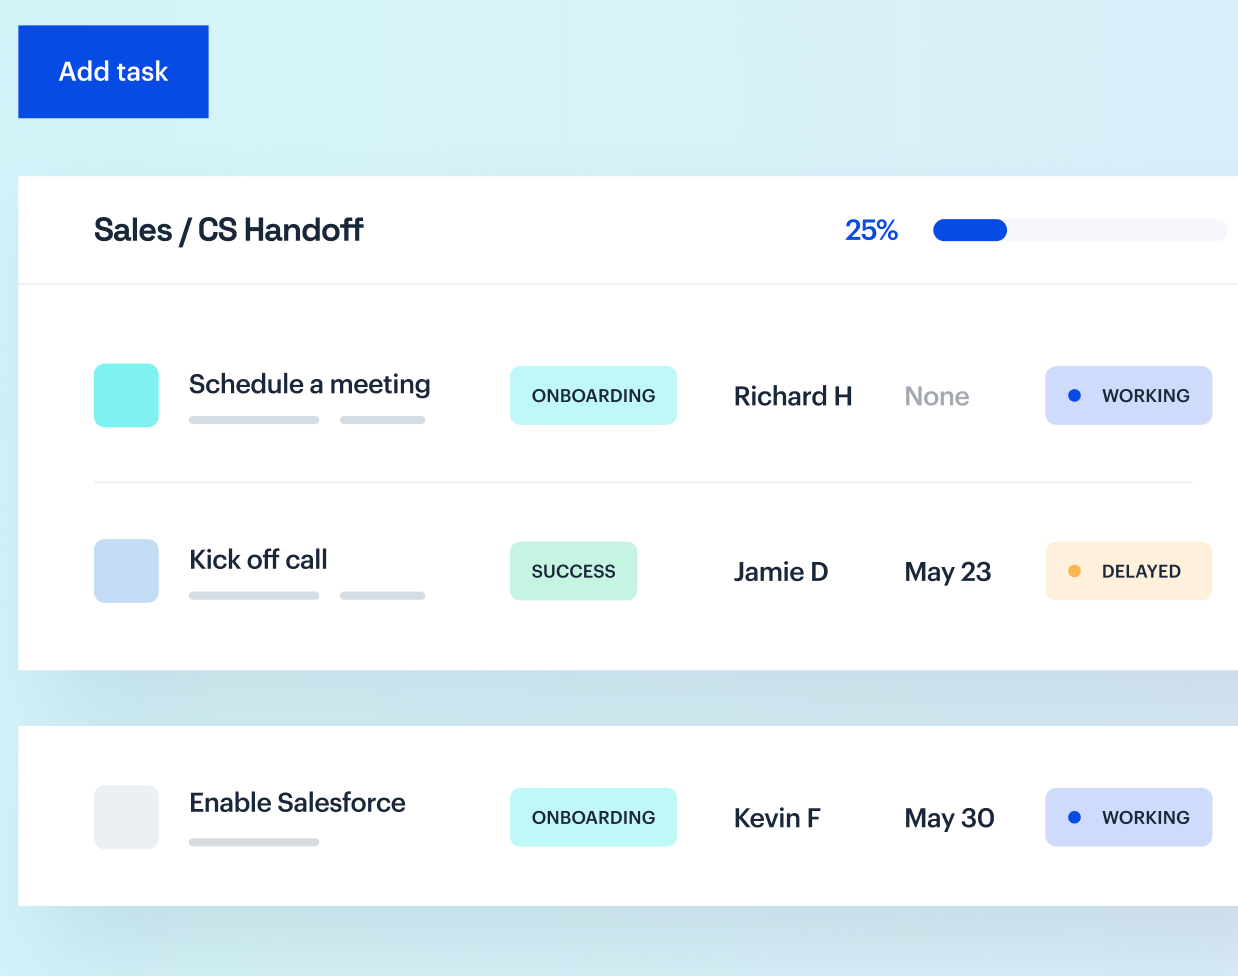 Add task
Sales / CS Handoff 25%
Schedule a meeting ONBOARDING Richard H None WORKING
Kick off call SUCCESS Jamie D May 23 DELAYED
Enable Salesforce ONBOARDING Kevin F May 30 WORKING